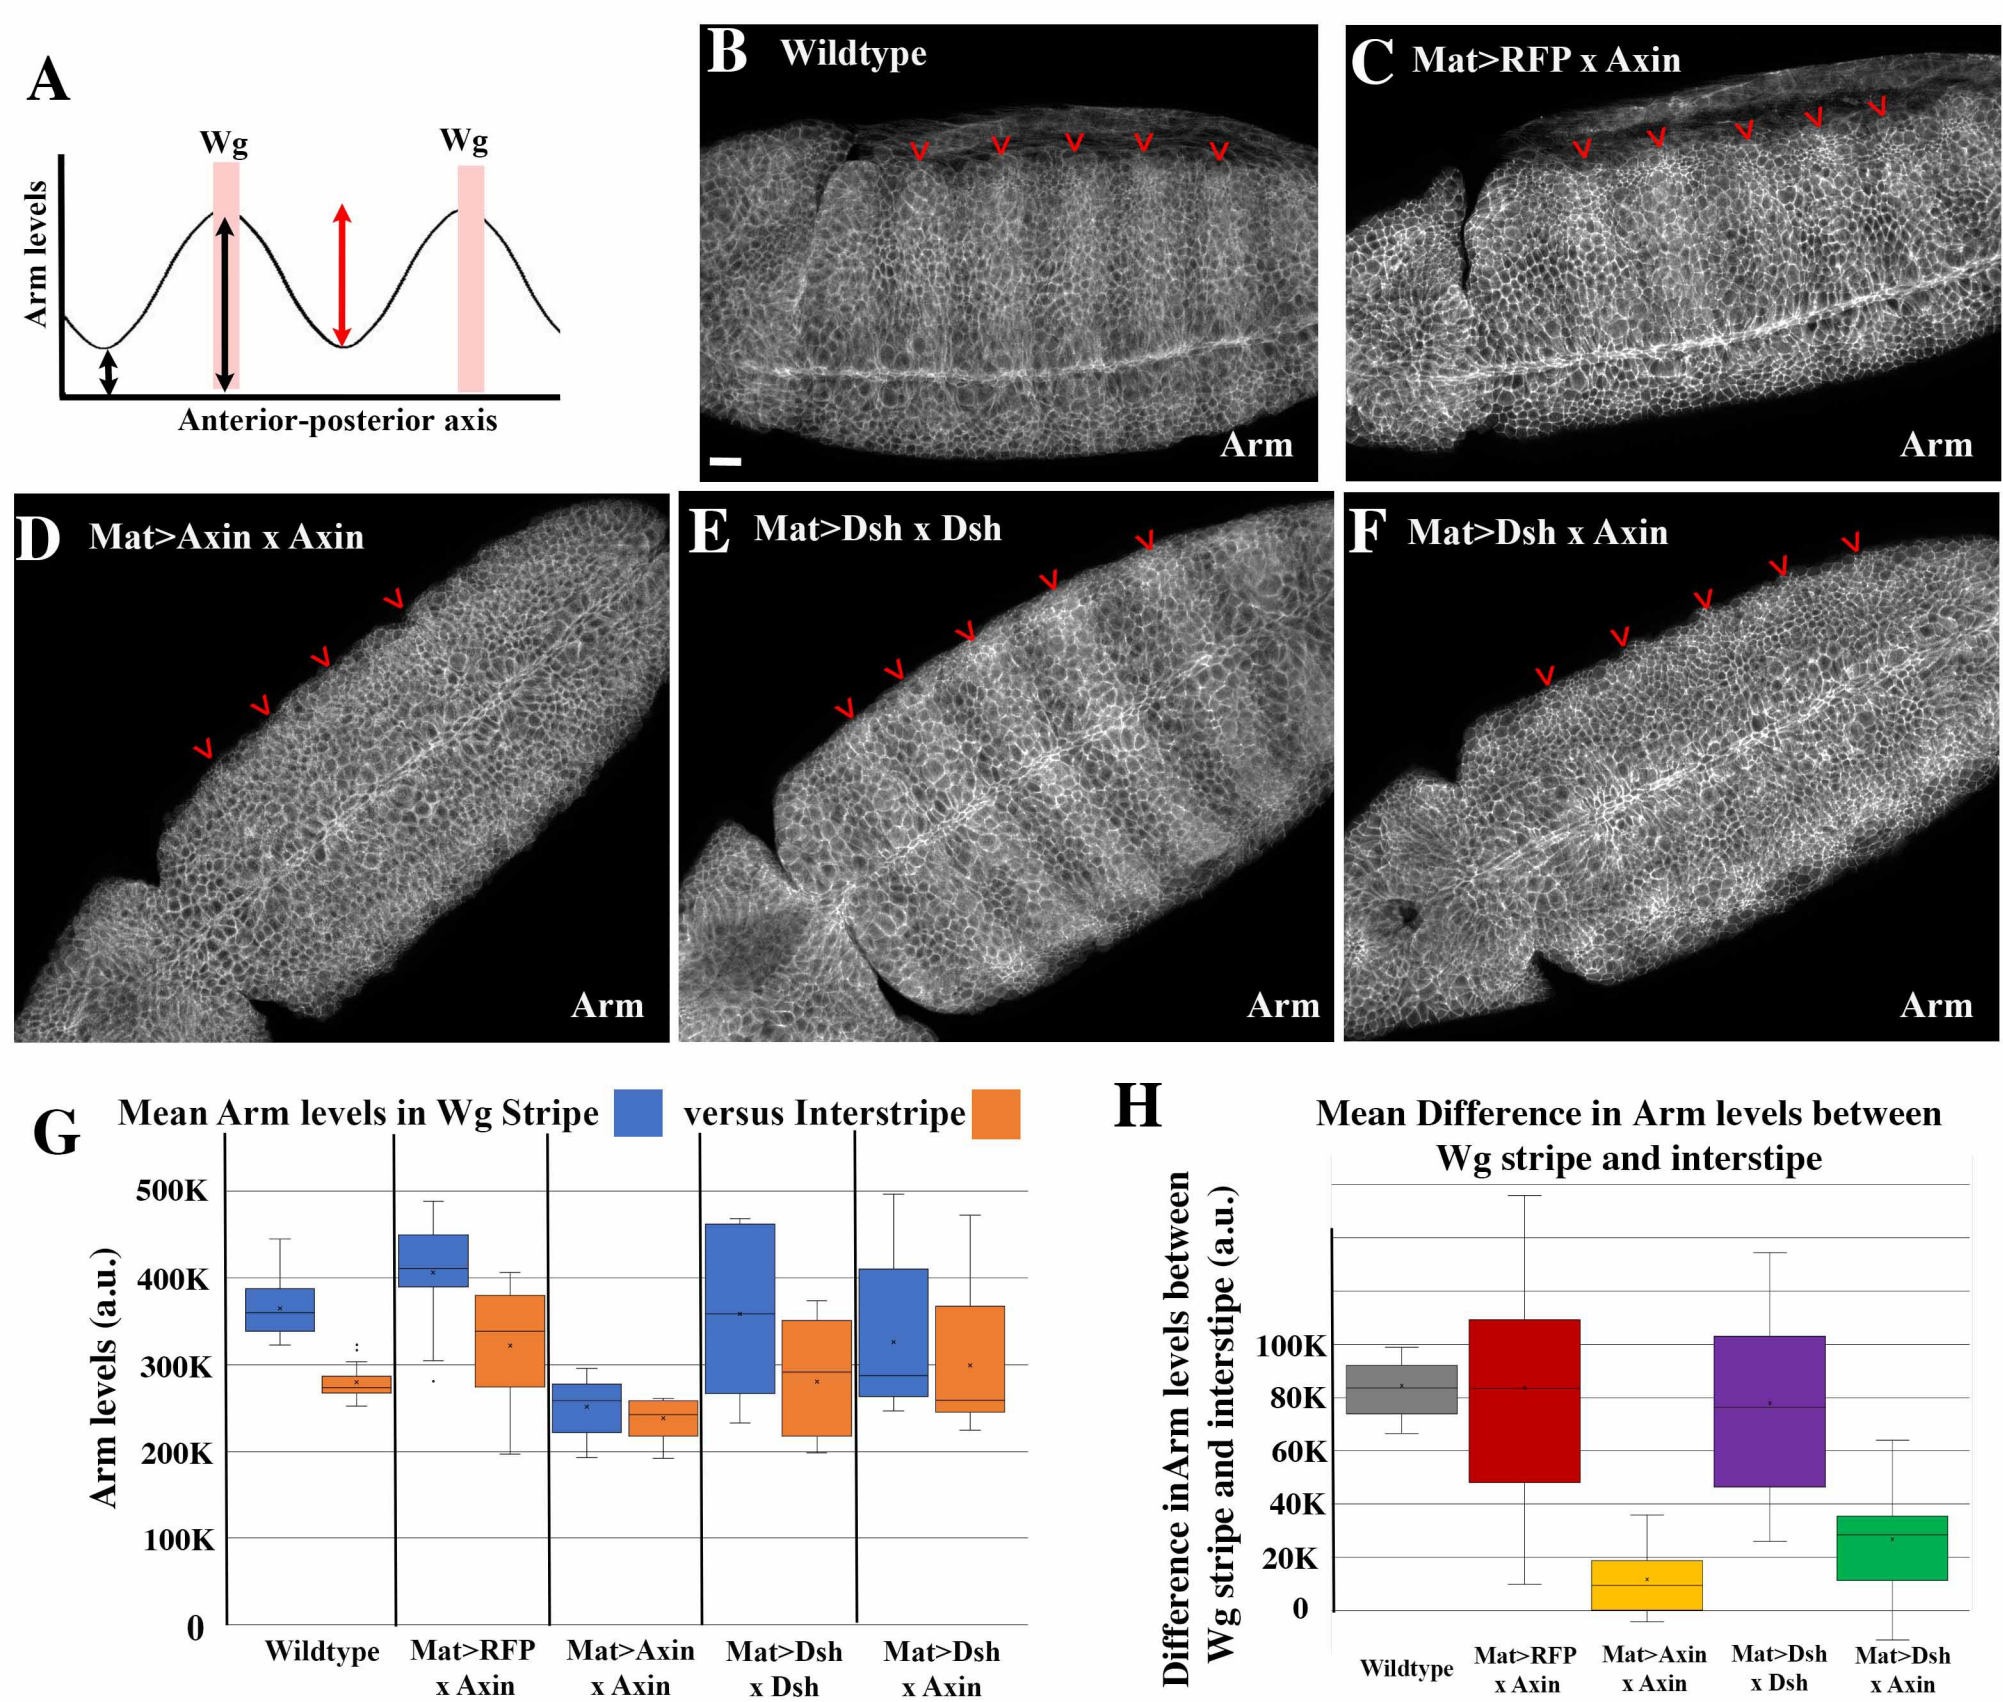 A
Wg
Wg
Arm levels
Anterior-posterior axis
B
Wildtype
Arm
C
Mat>RFP x Axin
Arm
D
Mat>Axin x Axin
Arm
E
Mat>Dsh x Dsh
Arm
F
Mat>Dsh x Axin
Arm
G
Mean Arm levels in Wg Stripe versus Interstripe
Arm levels (a.u.)
500K
400K
300K
200K
100K
0
Wildtype
Mat>RFP
x Axin
Mat>Axin
x Axin
Mat>Dsh
x Dsh
Mat>Dsh
x Axin
H
Mean Difference in Arm levels between
Wg stripe and interstipe
Difference inArm levels between
Wg stripe and interstipe (a.u.)
100K
80K
60K
40K
20K
0
Wildtype
Mat>RFP
x Axin
Mat>Axin
x Axin
Mat>Dsh
x Dsh
Mat>Dsh
x Axin